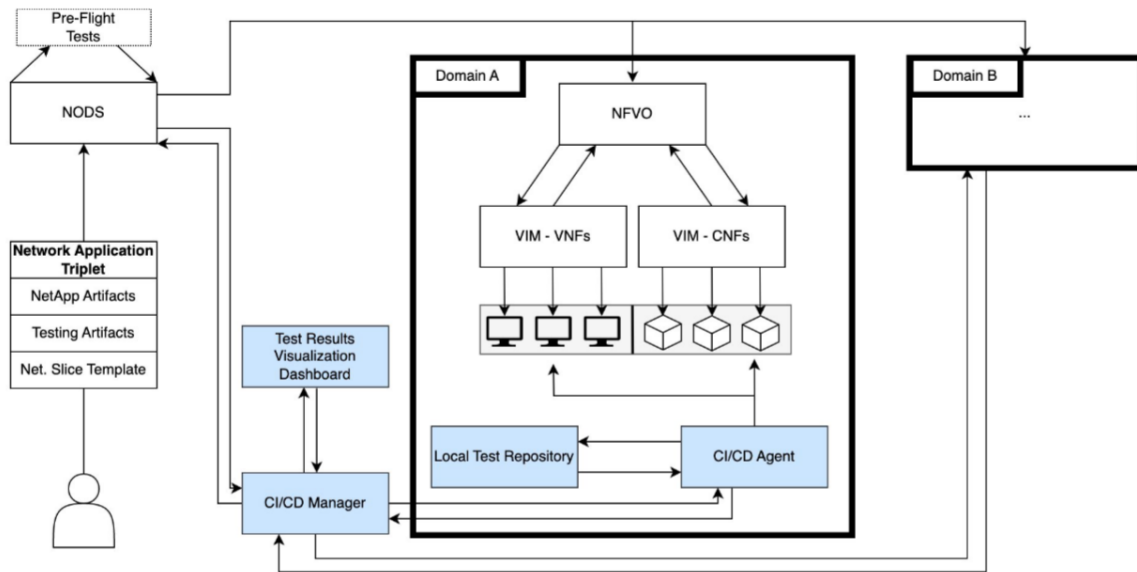 Pre-Flight
Tests
NODS
Network Application
Triplet
NetApp Artifacts
Testing Artifacts
Net. Slice Template
Test Results
Visualization
Dashboard
CI/CD Manager
Domain A
NFVO
VIM - VNFs
VIM - CNFs
Local Test Repository
CI/CD Agent
Domain B
...